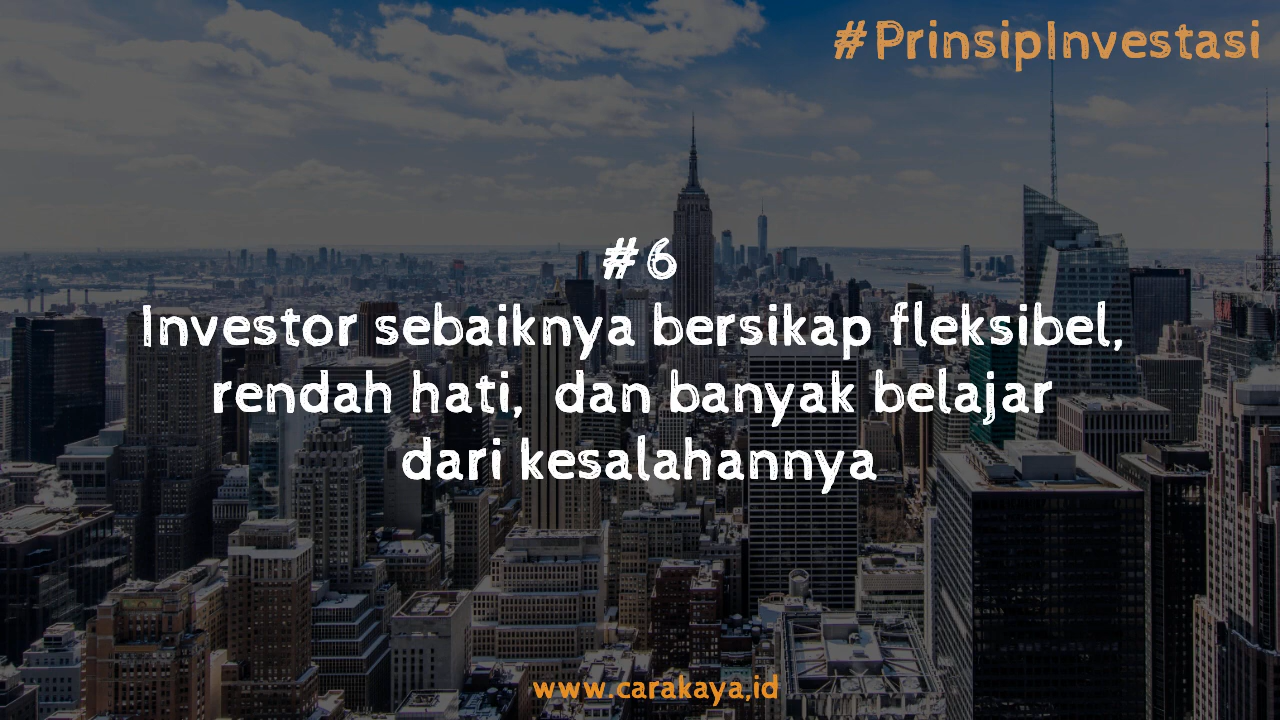 #PrinsipInvestasi
#6
Investor sebaiknya bersikap fleksibel,
rendah hati, dan banyak belajar
dari kesalahannya
www.carakaya.id